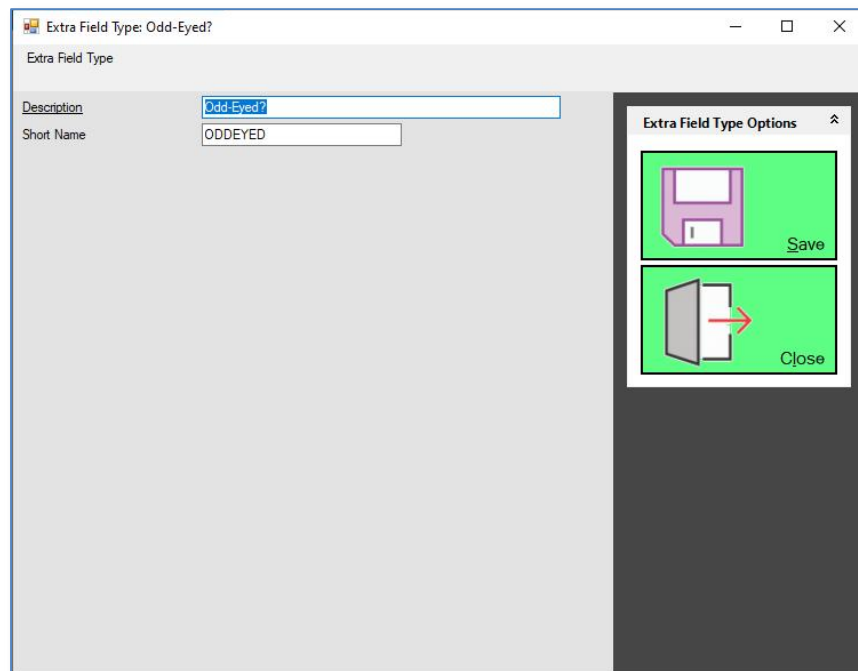 Extra Field Type: Odd-Eyed?
Extra Field Type
Description
Odd-Eyed?
Short Name
ODDEYED
Extra Field Type Options
Save
Close